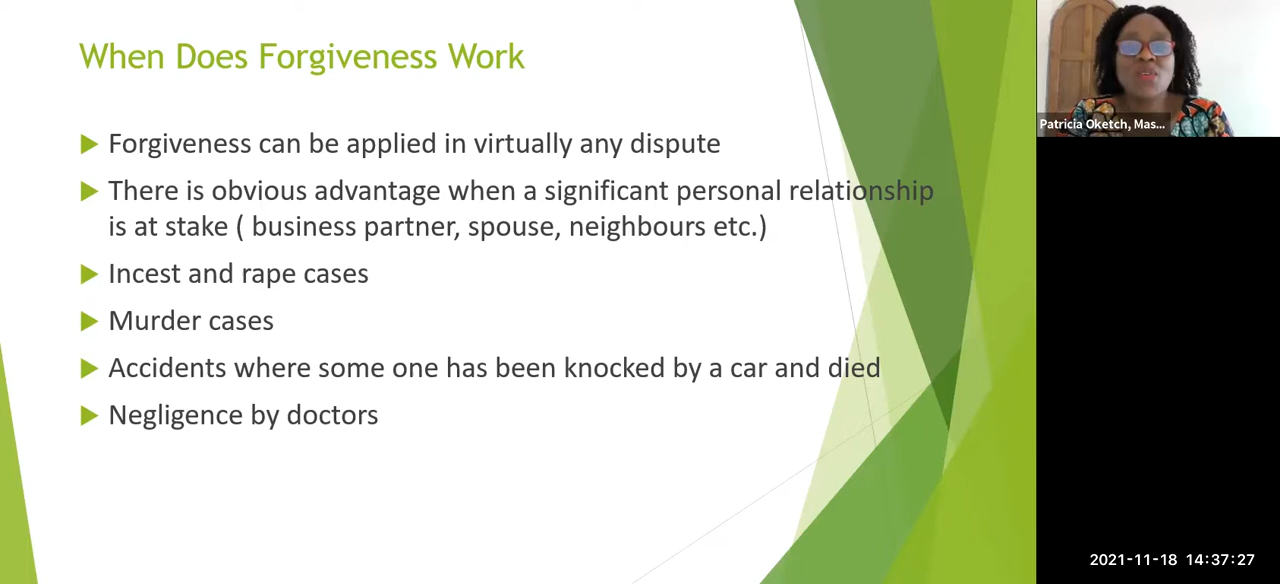 When Does Forgiveness Work
Forgiveness can be applied in virtually any dispute
There is obvious advantage when a significant personal relationship
is at stake ( business partner, spouse, neighbours etc.)
Incest and rape cases
Murder cases
Accidents where some one has been knocked by a car and died
Negligence by doctors
Patricia Oketch, Mas...
2021-11-18 14:37:27